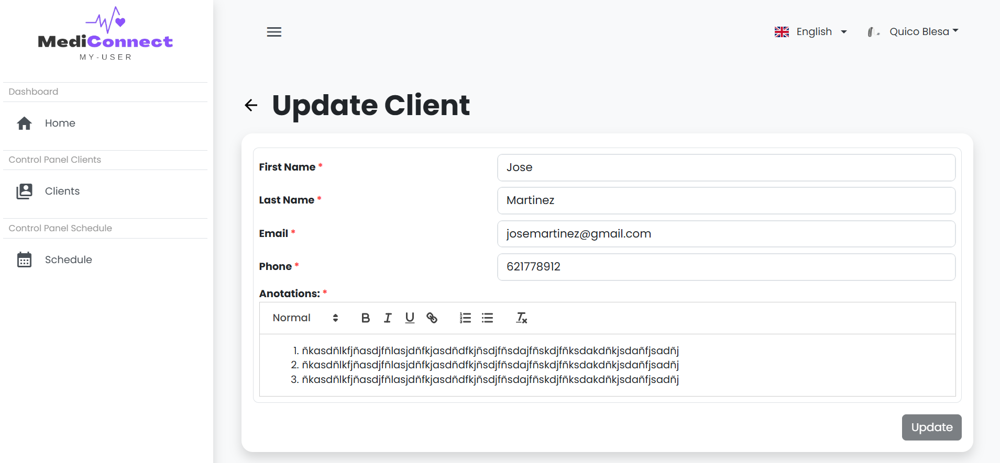 MediConnect
MY-USER
English
Quico Blesa
Dashboard
Home
Control Panel Clients
Clients
Control Panel Schedule
Schedule
Update Client
First Name *
Jose
Last Name *
Martinez
Email *
josemartinez@gmail.com
Phone *
621778912
Anotations: *
Normal
1. ñkasdñlkfjñasdjfñlasjdñfkjasdñdfkjñsdjfñsdajfñskdjfñksdakdñkjsdañfjsadñj
2. ñkasdñlkfjñasdjfñlasjdñfkjasdñdfkjñsdjfñsdajfñskdjfñksdakdñkjsdañfjsadñj
3. ñkasdñlkfjñasdjfñlasjdñfkjasdñdfkjñsdjfñsdajfñskdjfñksdakdñkjsdañfjsadñj
Update